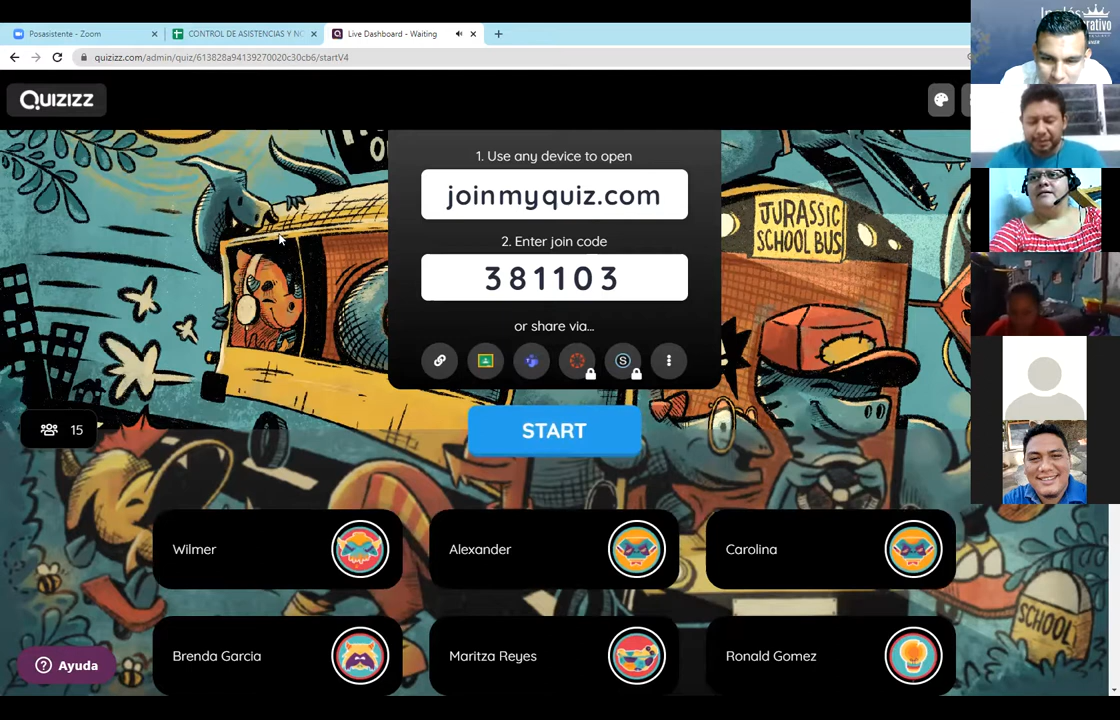 Posasistente - Zoom
CONTROL DE ASISTENCIAS Y NO
Live Dashboard - Waiting
quizizz.com/admin/quiz/613828a94139270020c30cb6/startV4
QUIZIZZ
1. Use any device to open
joinmyquiz.com
2. Enter join code
381103
or share via...
JURASSIC
SCHOOL BUS
15
START
Wilmer
Alexander
Carolina
Brenda Garcia
Maritza Reyes
Ronald Gomez
SCHOOL!
Ayuda